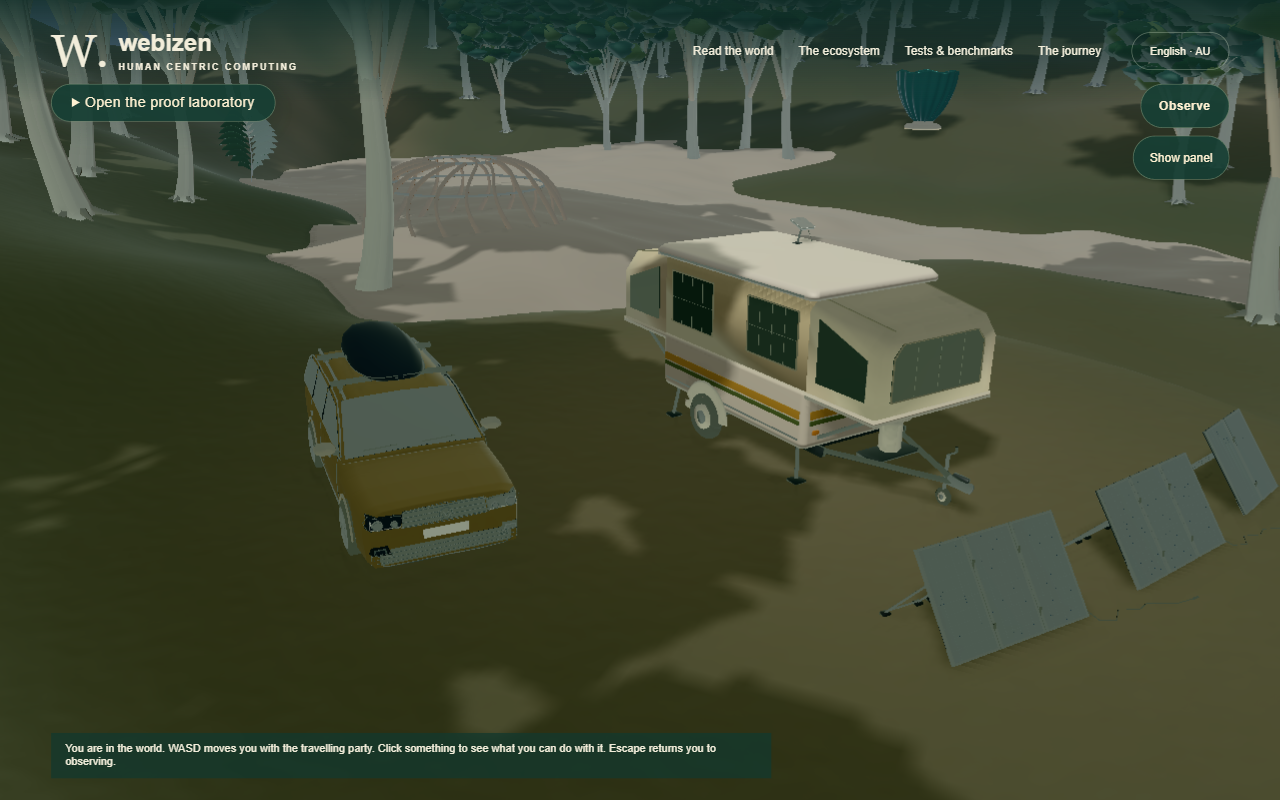 W. webizen
HUMAN CENTRIC COMPUTING
Read the world
The ecosystem
Tests & benchmarks
The journey
English · AU
▶ Open the proof laboratory
Observe
Show panel
You are in the world. WASD moves you with the travelling party. Click something to see what you can do with it. Escape returns you to
observing.